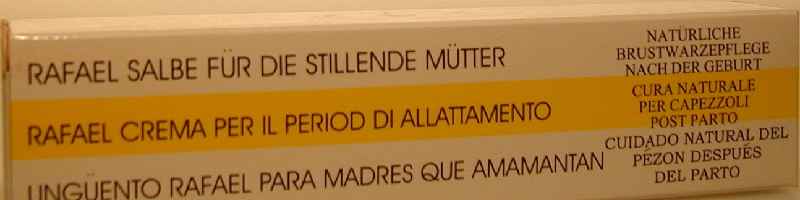 RAFAEL SALBE FÜR DIE STILLENDE MÜTTER
NATÜRLICHE
BRUSTWARZEPFLEGE
NACH DER GEBURT
RAFAEL CREMA PER IL PERIOD DI ALLATTAMENTO
CURA NATURALE
PER CAPEZZOLI
POST PARTO
UNGÜENTO RAFAEL PARA MADRES QUE AMAMANTAN
CUIDADO NATURAL DEL
PEZON DESPUÉS
DEL PARTO